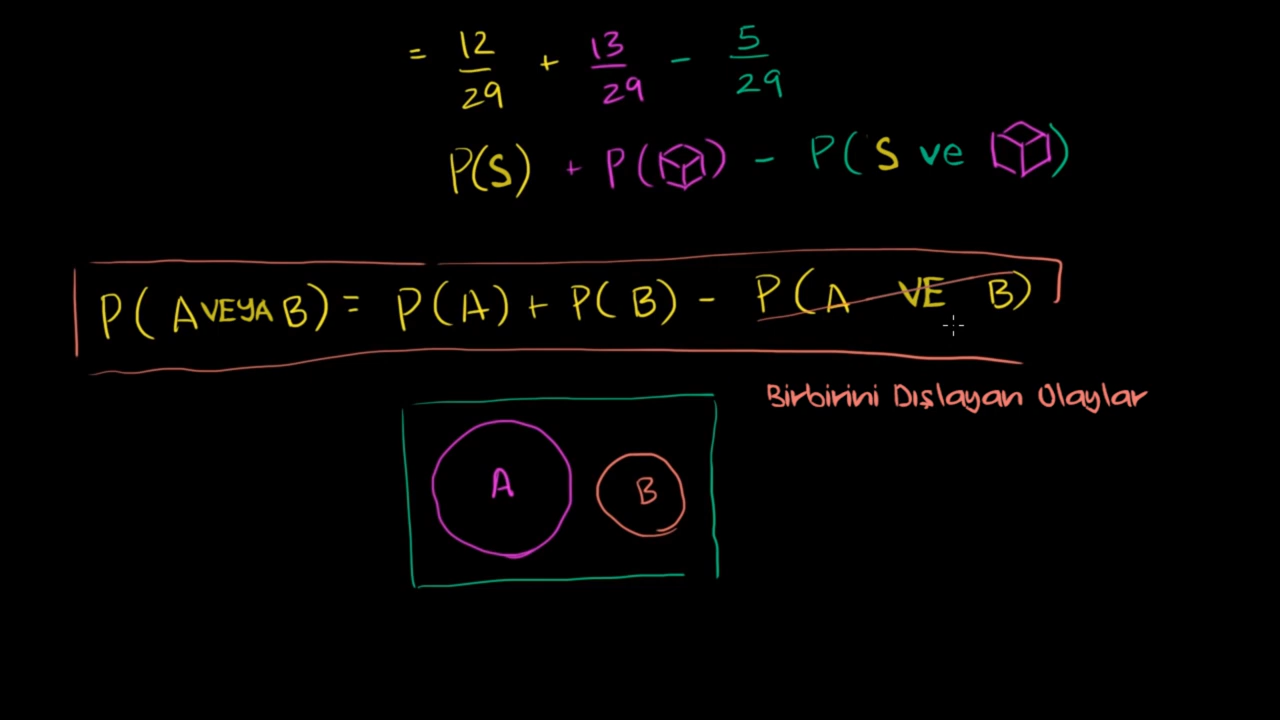 = 12/29 + 13/29 - 5/29
P(S) + P( ) - P( S ve )
P( A VEYA B) = P(A) + P(B) - P(A VE B)
Birbirini Dışlayan Olaylar
A B